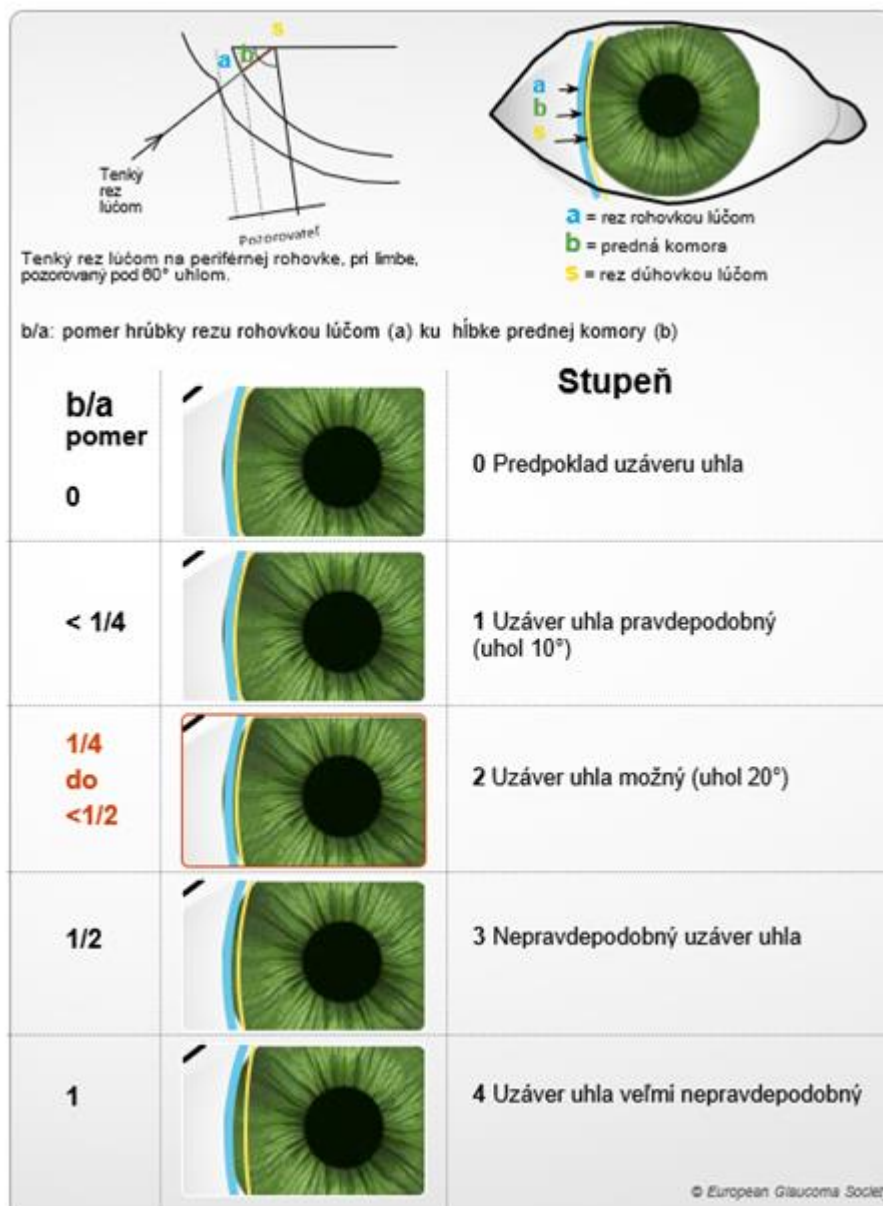 s
a b
Tenký
rez
lúčom
Pozorovateľ
Tenký rez lúčom na periférnej rohovke, pri limbe,
pozorovaný pod 60° uhlom.
a
b
s
a = rez rohovkou lúčom
b = predná komora
s = rez dúhovkou lúčom
b/a: pomer hrúbky rezu rohovkou lúčom (a) ku hĺbke prednej komory (b)
b/a
pomer
Stupeň
0
0 Predpoklad uzáveru uhla
< 1/4
1 Uzáver uhla pravdepodobný
(uhol 10°)
1/4
do
<1/2
2 Uzáver uhla možný (uhol 20°)
1/2
3 Nepravdepodobný uzáver uhla
1
4 Uzáver uhla veľmi nepravdepodobný
© European Glaucoma Societ